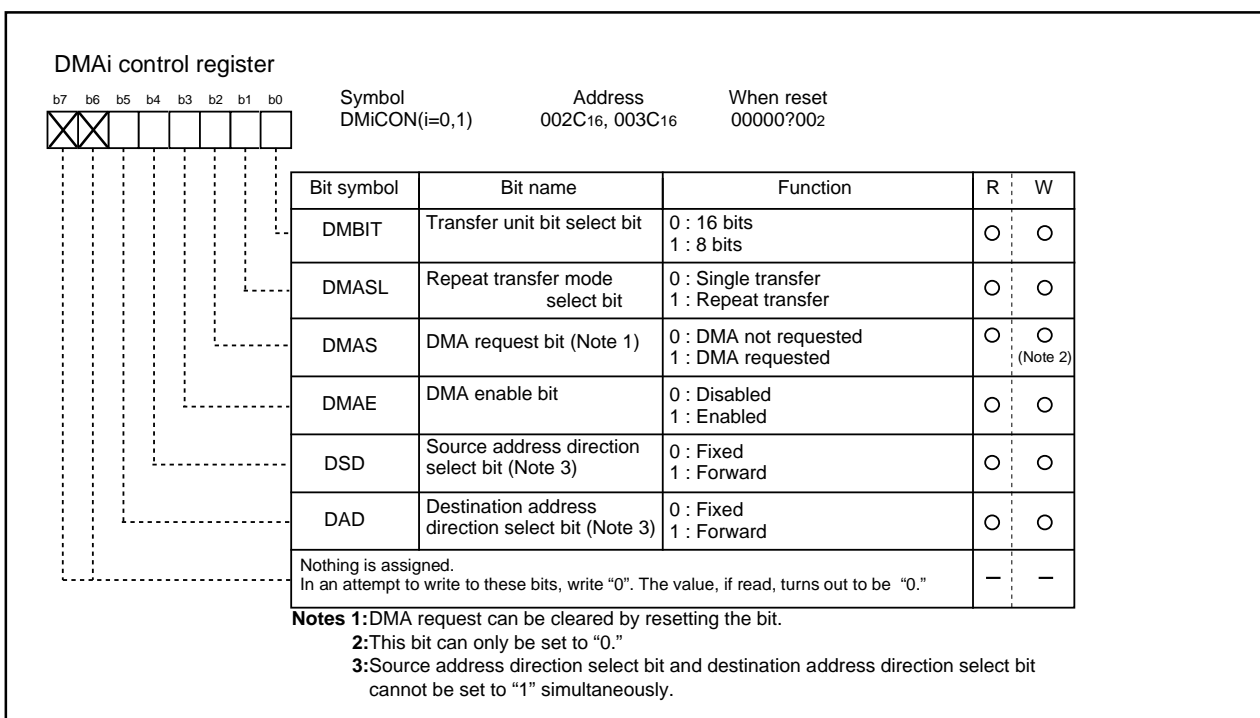 DMAi control register
b7 b6 b5 b4 b3 b2 b1 b0
Symbol Address When reset
DMiCON(i=0,1) 002C16, 003C16 00000?002
Bit symbol Bit name Function R W
DMBIT Transfer unit bit select bit 0 : 16 bits
1 : 8 bits
DMASL Repeat transfer mode
select bit 0 : Single transfer
1 : Repeat transfer
DMAS DMA request bit (Note 1) 0 : DMA not requested
1 : DMA requested
(Note 2)
DMAE DMA enable bit 0 : Disabled
1 : Enabled
DSD Source address direction
select bit (Note 3) 0 : Fixed
1 : Forward
DAD Destination address
direction select bit (Note 3) 0 : Fixed
1 : Forward
Nothing is assigned.
In an attempt to write to these bits, write “0”. The value, if read, turns out to be “0.” – –
Notes 1:DMA request can be cleared by resetting the bit.
2:This bit can only be set to “0.”
3:Source address direction select bit and destination address direction select bit
cannot be set to “1” simultaneously.